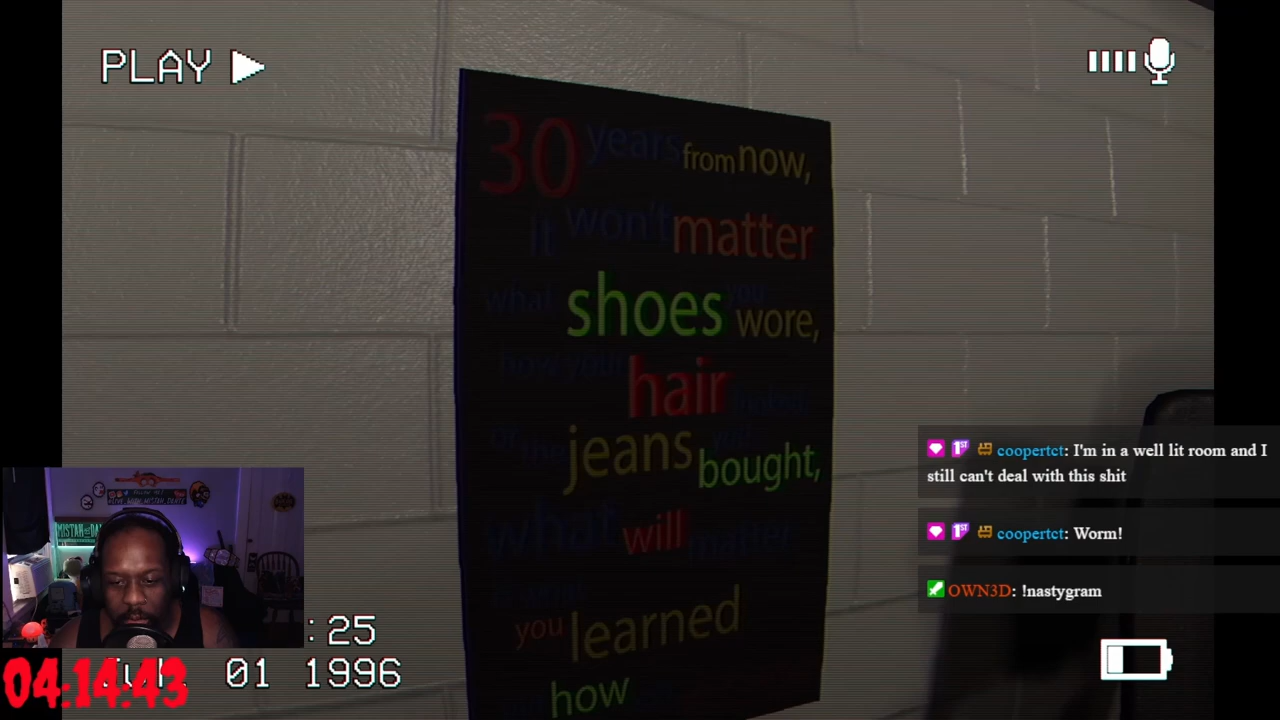 PLAY
30 years from now,
it won't matter
what shoes you wore,
hair
jeans you bought,
what will
you learned
how
coopertct: I'm in a well lit room and I
still can't deal with this shit
coopertct: Worm!
OWN3D: !nastygram
:25
01 1996
04:14:43